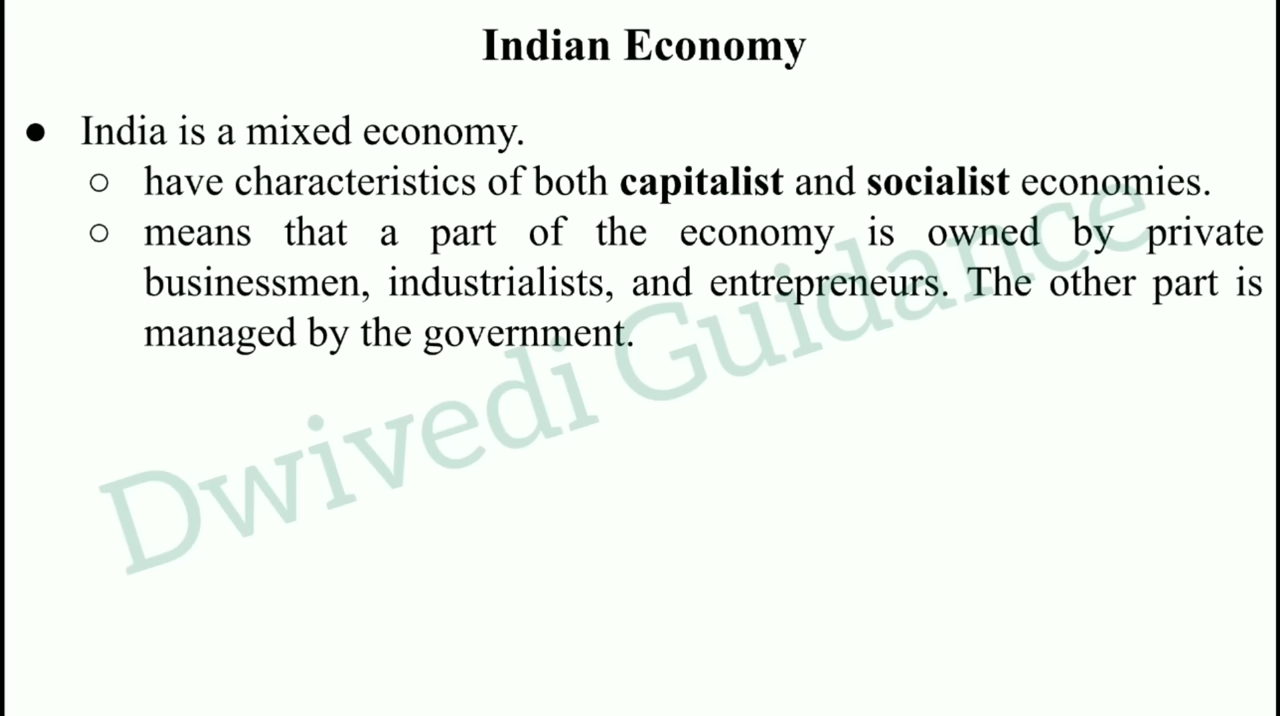 Indian Economy
● India is a mixed economy.
○ have characteristics of both capitalist and socialist economies.
○ means that a part of the economy is owned by private
businessmen, industrialists, and entrepreneurs. The other part is
managed by the government.
Dwivedi Guidance